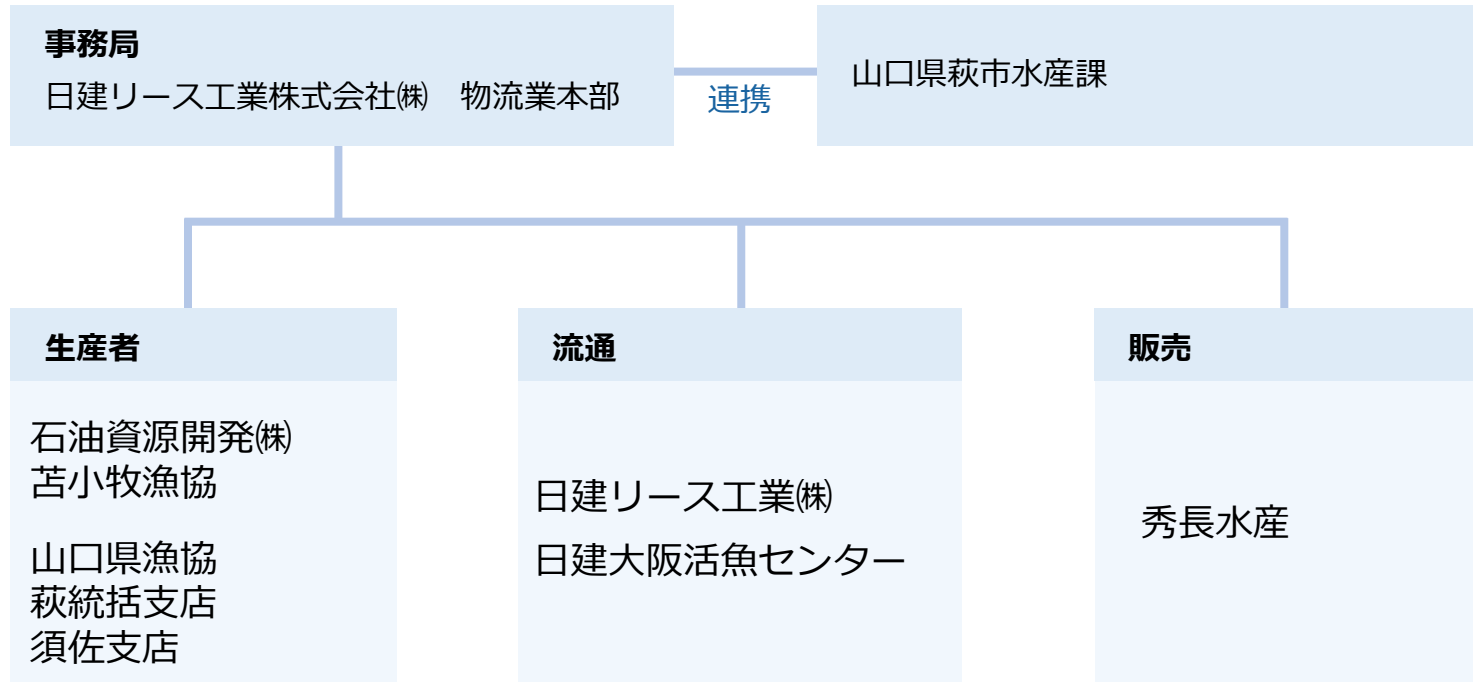 事務局
日建リース工業株式会社㈱　物流業本部
連携
山口県萩市水産課
生産者
石油資源開発㈱
苫小牧漁協
山口県漁協
萩統括支店
須佐支店
流通
日建リース工業㈱
日建大阪活魚センター
販売
秀長水産